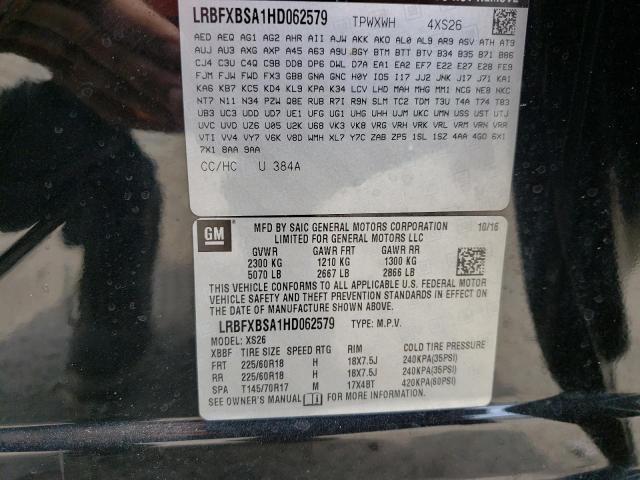 NOT REMOVE
LRBFXBSA1HD062579 TPWXWH 4XS26
AED AEQ AG1 AG2 AHR AII AJW AKK AKO AL0 AL9 AR9 ASV ATH AT9
AUJ AU3 AXG AXP A45 A63 A9U BGY BTM BTT BTV B34 B35 B71 B86
CJ4 C3U C4Q C9B DD8 DP6 DWL D7A EA1 EA2 EF7 E22 E27 E28 FE9
FJM FJW FWD FX3 GB8 GNA GNC H0Y IO5 I17 JJ2 JNK J17 J71 KA1
KA6 KB7 KC5 KD4 KL9 KPA K34 LCV LHD MAH MHG MM1 NCG NE8 NKC
NT7 N11 N34 PZW Q8E RUB R7I R9N SLM TC2 TDM T3U T4A T74 T83
UB3 UC3 UDD UD7 UE1 UFG UG1 UHG UHH UJM UKC UMN USS UST UTJ
UVC UVD UZ6 U05 U2K U68 VK3 VK8 VRG VRH VRK VRL VRM VRN VRR
VTI VV4 VY7 V6K V8D WMH XL7 Y7C ZAB ZP5 1SL 1SZ 4AA 4G0 6X1
7X1 8AA 9AA
CC/HC U 384A
GM
MFD BY SAIC GENERAL MOTORS CORPORATION 10/16
LIMITED FOR GENERAL MOTORS LLC
GVWR GAWR FRT GAWR RR
2300 KG 1210 KG 1300 KG
5070 LB 2667 LB 2866 LB
THIS VEHICLE CONFORMS TO ALL APPLICABLE U.S. FEDERAL MOTOR
VEHICLE SAFETY AND THEFT PREVENTION STANDARDS IN EFFECT ON
THE DATE OF MANUFACTURE SHOWN ABOVE.
LRBFXBSA1HD062579 TYPE: M.P.V.
MODEL: XS26
XBBF TIRE SIZE SPEED RTG RIM COLD TIRE PRESSURE
FRT 225/60R18 H 18X7.5J 240KPA(35PSI)
RR 225/60R18 H 18X7.5J 240KPA(35PSI)
SPA T145/70R17 M 17X4BT 420KPA(60PSI)
SEE OWNER'S MANUAL FOR MORE INFORMATION.